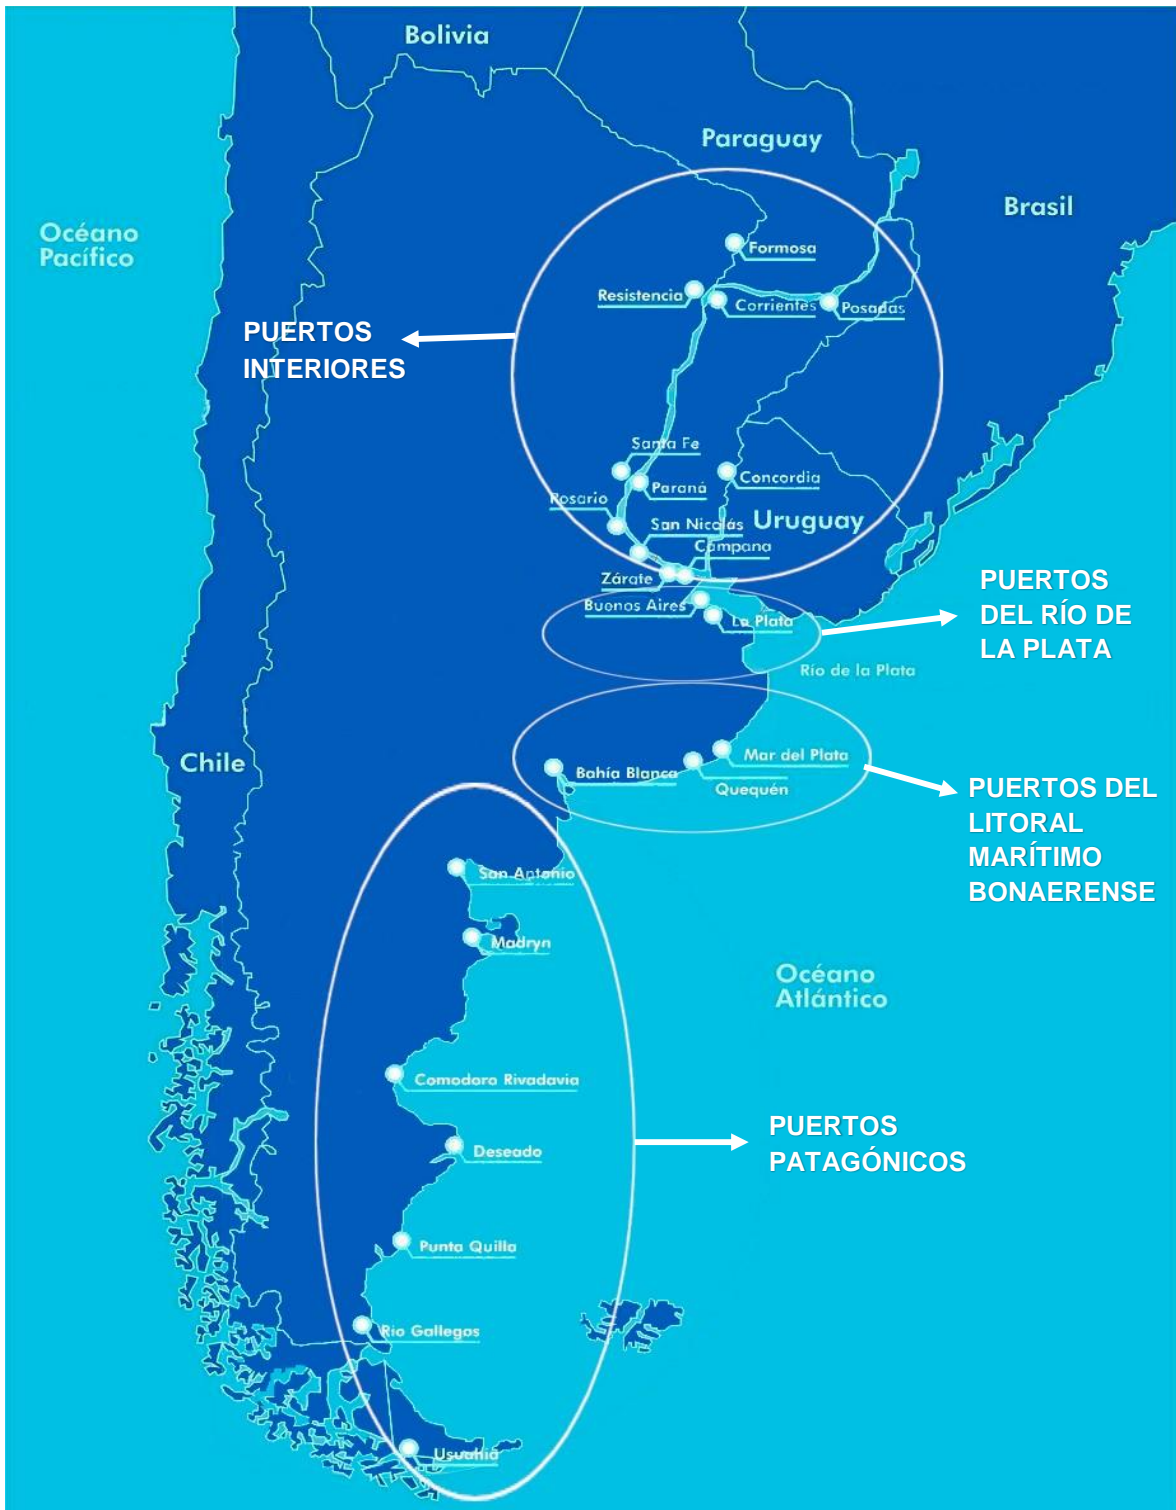 Bolivia
Paraguay
Brasil
Océano
Pacífico
Formosa
Resistencia
Corrientes
Posadas
PUERTOS
INTERIORES
Santa Fe
Paraná
Concordia
Rosario
San Nicolás
Uruguay
Campana
Zárate
Buenos Aires
La Plata
PUERTOS
DEL RÍO DE
LA PLATA
Río de la Plata
Chile
Mar del Plata
Bahía Blanca
Quequén
PUERTOS DEL
LITORAL
MARÍTIMO
BONAERENSE
San Antonio
Madryn
Océano
Atlántico
Comodoro Rivadavia
Deseado
PUERTOS
PATAGÓNICOS
Punta Quilla
Rio Gallegos
Usuahia